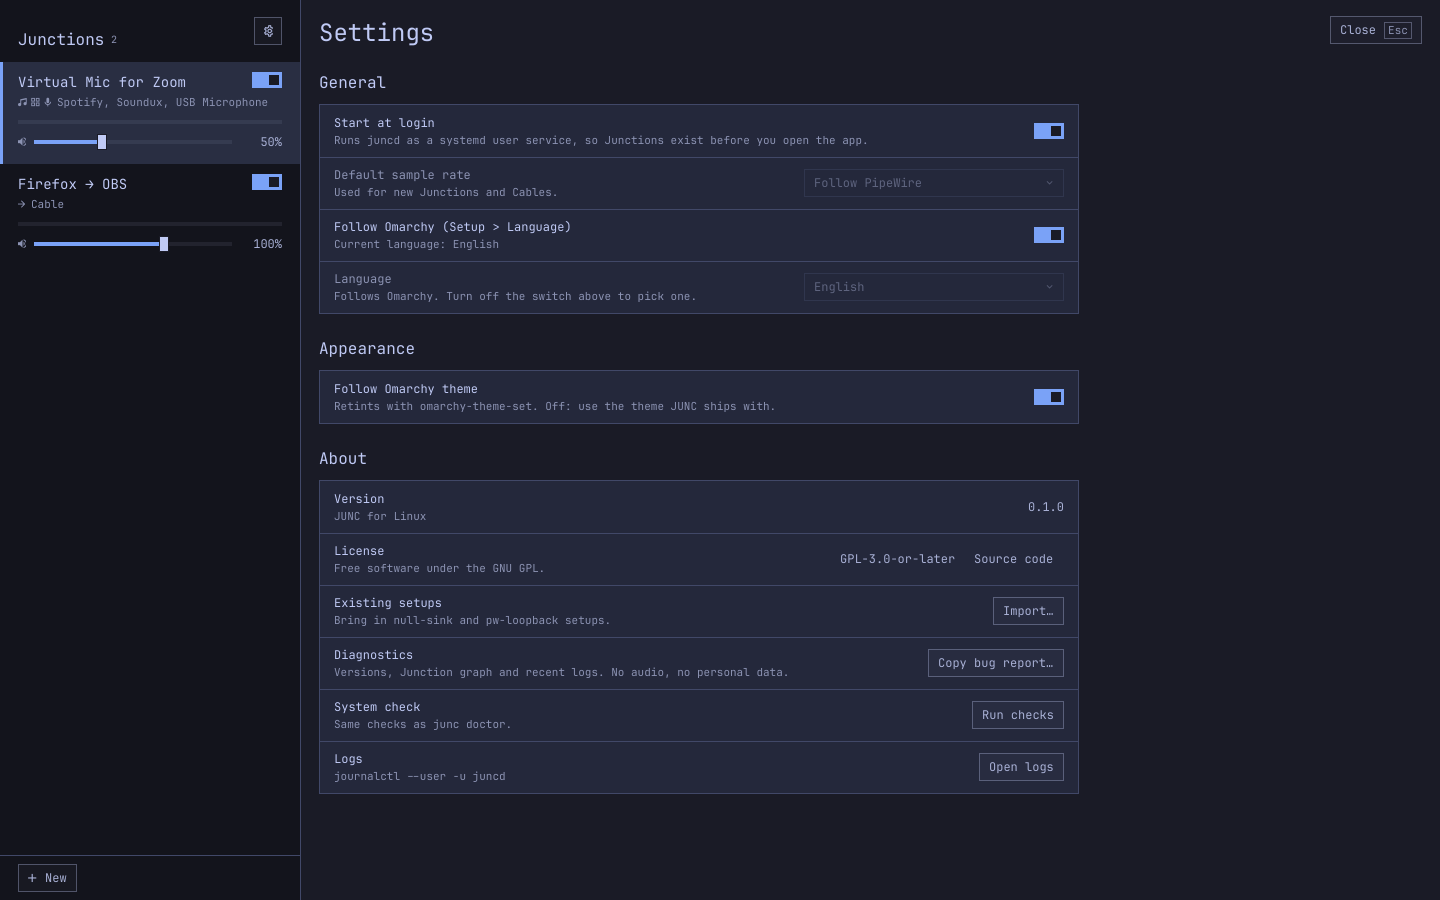 Junctions 2
Virtual Mic for Zoom
Spotify, Soundux, USB Microphone
50%
Firefox → OBS
→ Cable
100%
+ New
Settings
Close Esc
General
Start at login
Runs juncd as a systemd user service, so Junctions exist before you open the app.
Default sample rate
Used for new Junctions and Cables.
Follow PipeWire
Follow Omarchy (Setup > Language)
Current language: English
Language
Follows Omarchy. Turn off the switch above to pick one.
English
Appearance
Follow Omarchy theme
Retints with omarchy-theme-set. Off: use the theme JUNC ships with.
About
Version
JUNC for Linux
0.1.0
License
Free software under the GNU GPL.
GPL-3.0-or-later Source code
Existing setups
Bring in null-sink and pw-loopback setups.
Import…
Diagnostics
Versions, Junction graph and recent logs. No audio, no personal data.
Copy bug report…
System check
Same checks as junc doctor.
Run checks
Logs
journalctl --user -u juncd
Open logs